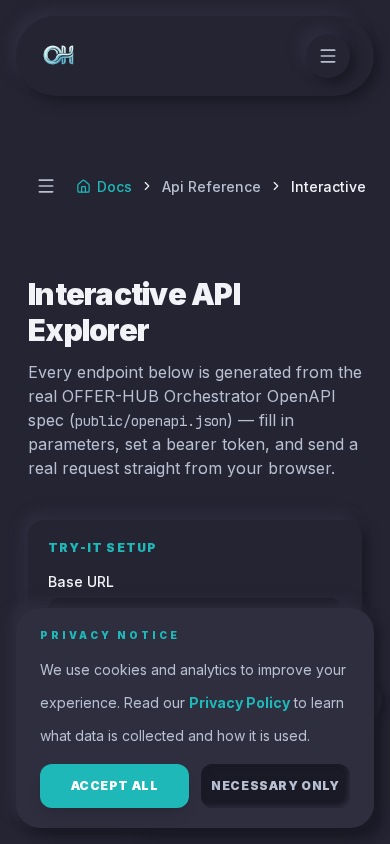 OH
Docs > Api Reference > Interactive
Interactive API
Explorer
Every endpoint below is generated from the
real OFFER-HUB Orchestrator OpenAPI
spec (public/openapi.json) — fill in
parameters, set a bearer token, and send a
real request straight from your browser.
TRY-IT SETUP
Base URL
PRIVACY NOTICE
We use cookies and analytics to improve your
experience. Read our Privacy Policy to learn
what data is collected and how it is used.
ACCEPT ALL NECESSARY ONLY